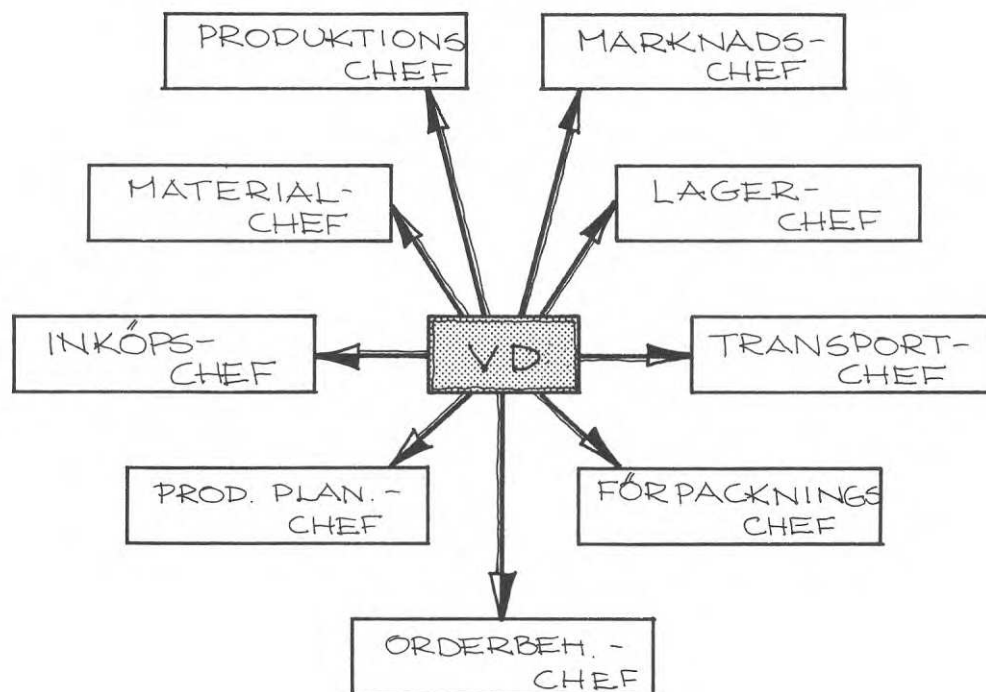 PRODUKTIONS
CHEF
MARKNADS-
CHEF
MATERIAL-
CHEF
LAGER-
CHEF
INKÖPS-
CHEF
VD
TRANSPORT-
CHEF
PROD. PLAN.-
CHEF
FÖRPACKNINGS
CHEF
ORDERBEH.-
CHEF